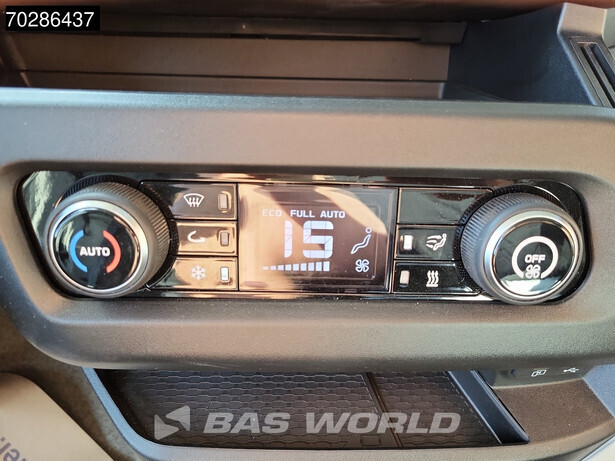 70286437
ECO FULL AUTO
15
AUTO
OFF
BAS WORLD